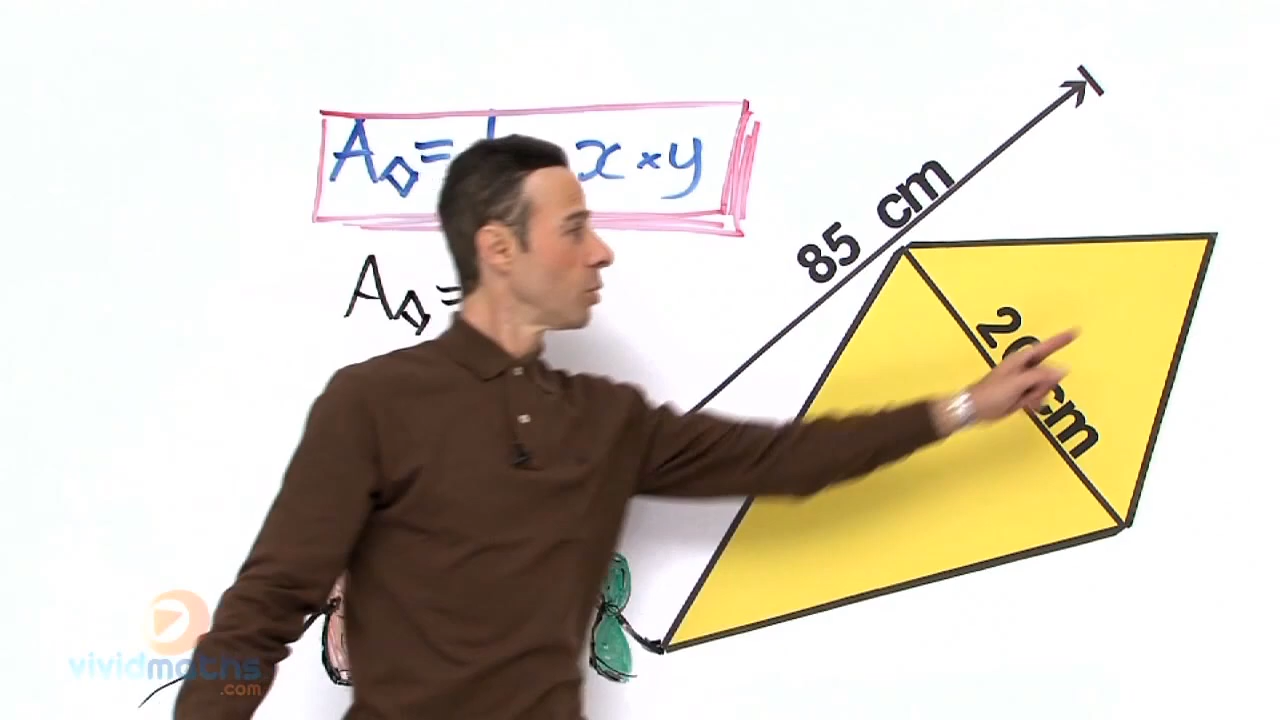 A◇= x × y
A◇=
85 cm
cm
vividmaths
.com